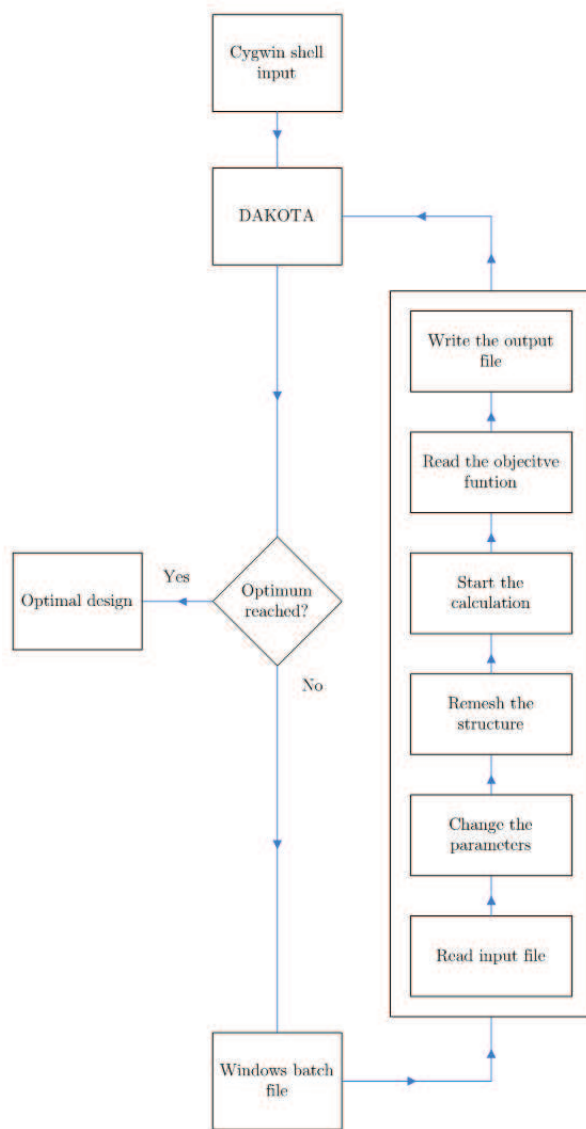 Cygwin shell
input
DAKOTA
Write the output
file
Read the objecitve
funtion
Start the
calculation
Yes
Optimal design
Optimum
reached?
No
Remesh the
structure
Change the
parameters
Read input file
Windows batch
file